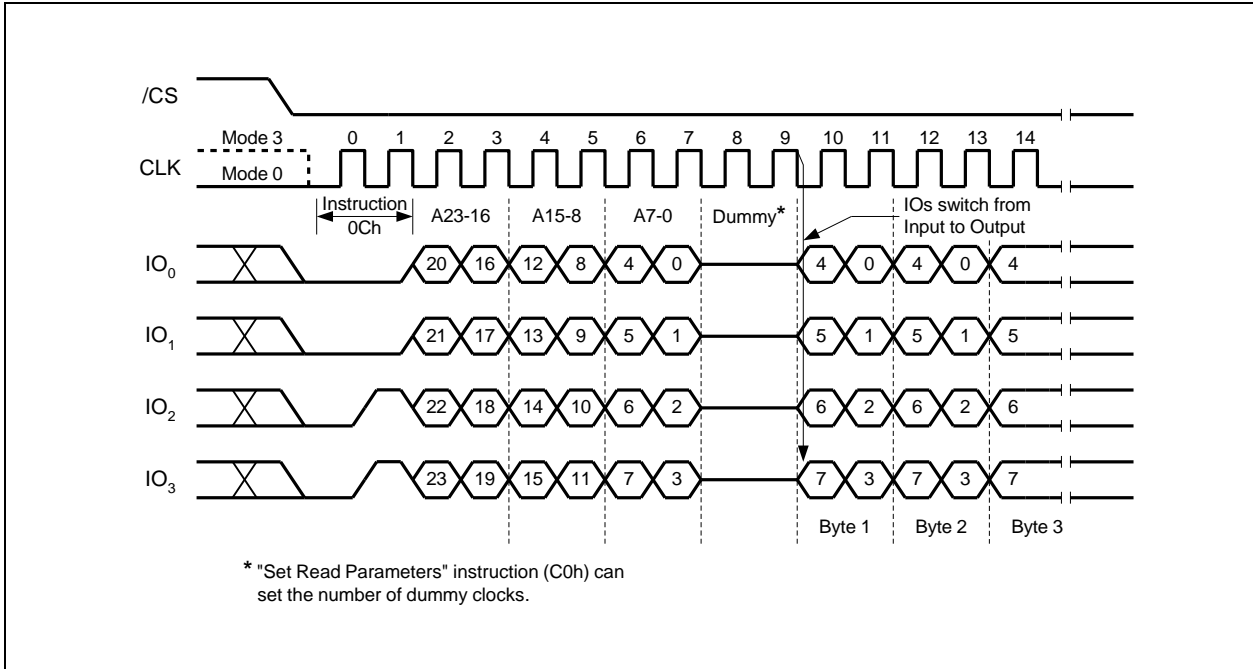 /CS
Mode 3 0 1 2 3 4 5 6 7 8 9 10 11 12 13 14
CLK
Mode 0
Instruction
0Ch
A23-16 A15-8 A7-0 Dummy*
IOs switch from
Input to Output
IO0 20 16 12 8 4 0 4 0 4 0 4
IO1 21 17 13 9 5 1 5 1 5 1 5
IO2 22 18 14 10 6 2 6 2 6 2 6
IO3 23 19 15 11 7 3 7 3 7 3 7
Byte 1 Byte 2 Byte 3
* "Set Read Parameters" instruction (C0h) can
set the number of dummy clocks.